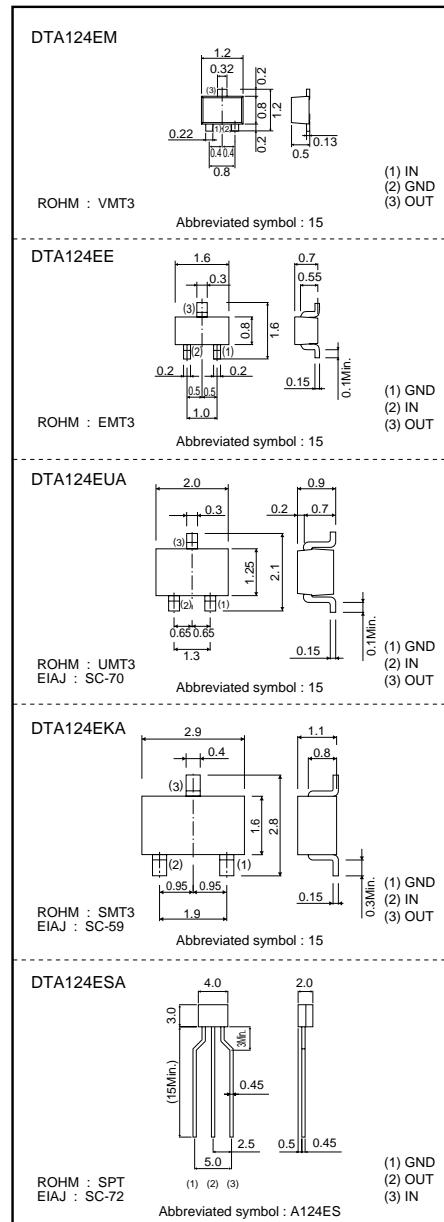 DTA124EM
1.2
0.32
0.2
(3)
0.8
1.2
(1) (2)
0.22
0.4 0.4
0.2
0.8
0.5
0.13
(1) IN
(2) GND
(3) OUT
ROHM : VMT3
Abbreviated symbol : 15
DTA124EE
1.6
0.3
(3)
0.8
1.6
(2)
(1)
0.2
0.2
0.5 0.5
1.0
0.7
0.55
0.15
0.1Min.
(1) GND
(2) IN
(3) OUT
ROHM : EMT3
Abbreviated symbol : 15
DTA124EUA
2.0
0.3
(3)
1.25
2.1
(2)
(1)
0.65 0.65
1.3
0.9
0.2
0.7
0.15
0.1Min.
(1) GND
(2) IN
(3) OUT
ROHM : UMT3
EIAJ : SC-70
Abbreviated symbol : 15
DTA124EKA
2.9
0.4
(3)
1.6
2.8
(2)
(1)
0.95 0.95
1.9
1.1
0.8
0.15
0.3Min.
(1) GND
(2) IN
(3) OUT
ROHM : SMT3
EIAJ : SC-59
Abbreviated symbol : 15
DTA124ESA
4.0
2.0
3.0
3Min.
(15Min.)
0.45
2.5
5.0
0.5
0.45
(1) (2) (3)
(1) GND
(2) OUT
(3) IN
ROHM : SPT
EIAJ : SC-72
Abbreviated symbol : A124ES